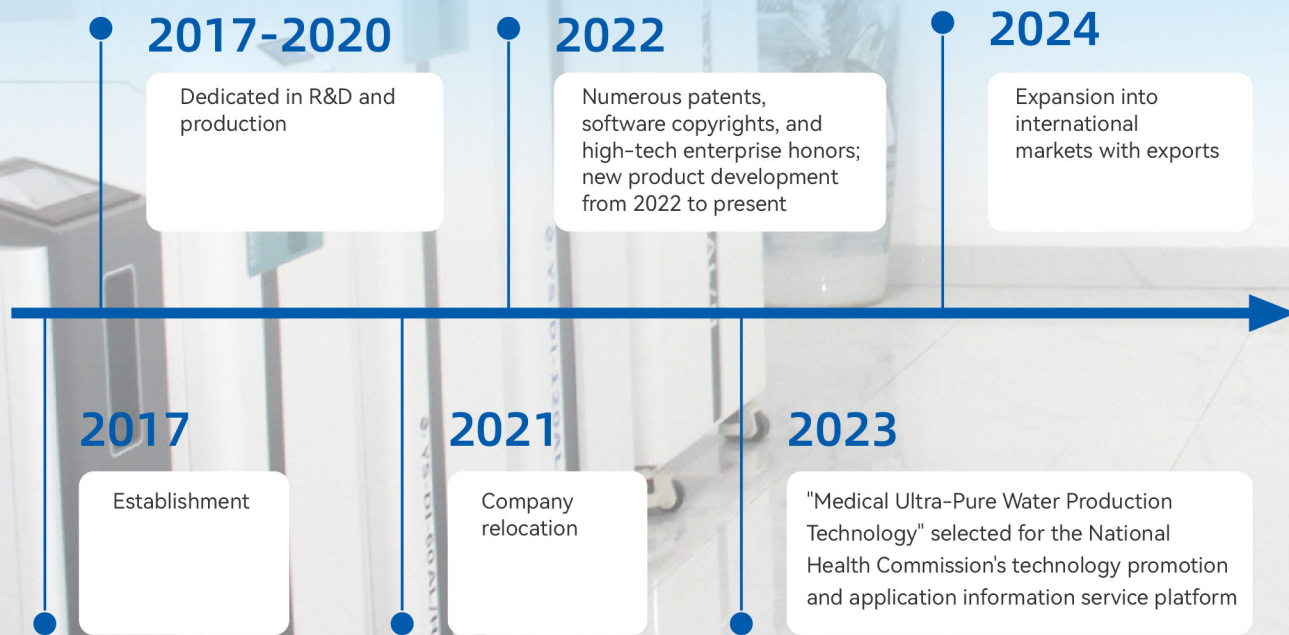 2017-2020
Dedicated in R&D and
production
2022
Numerous patents,
software copyrights, and
high-tech enterprise honors;
new product development
from 2022 to present
2024
Expansion into
international
markets with exports
2017
Establishment
2021
Company
relocation
2023
"Medical Ultra-Pure Water Production
Technology" selected for the National
Health Commission's technology promotion
and application information service platform